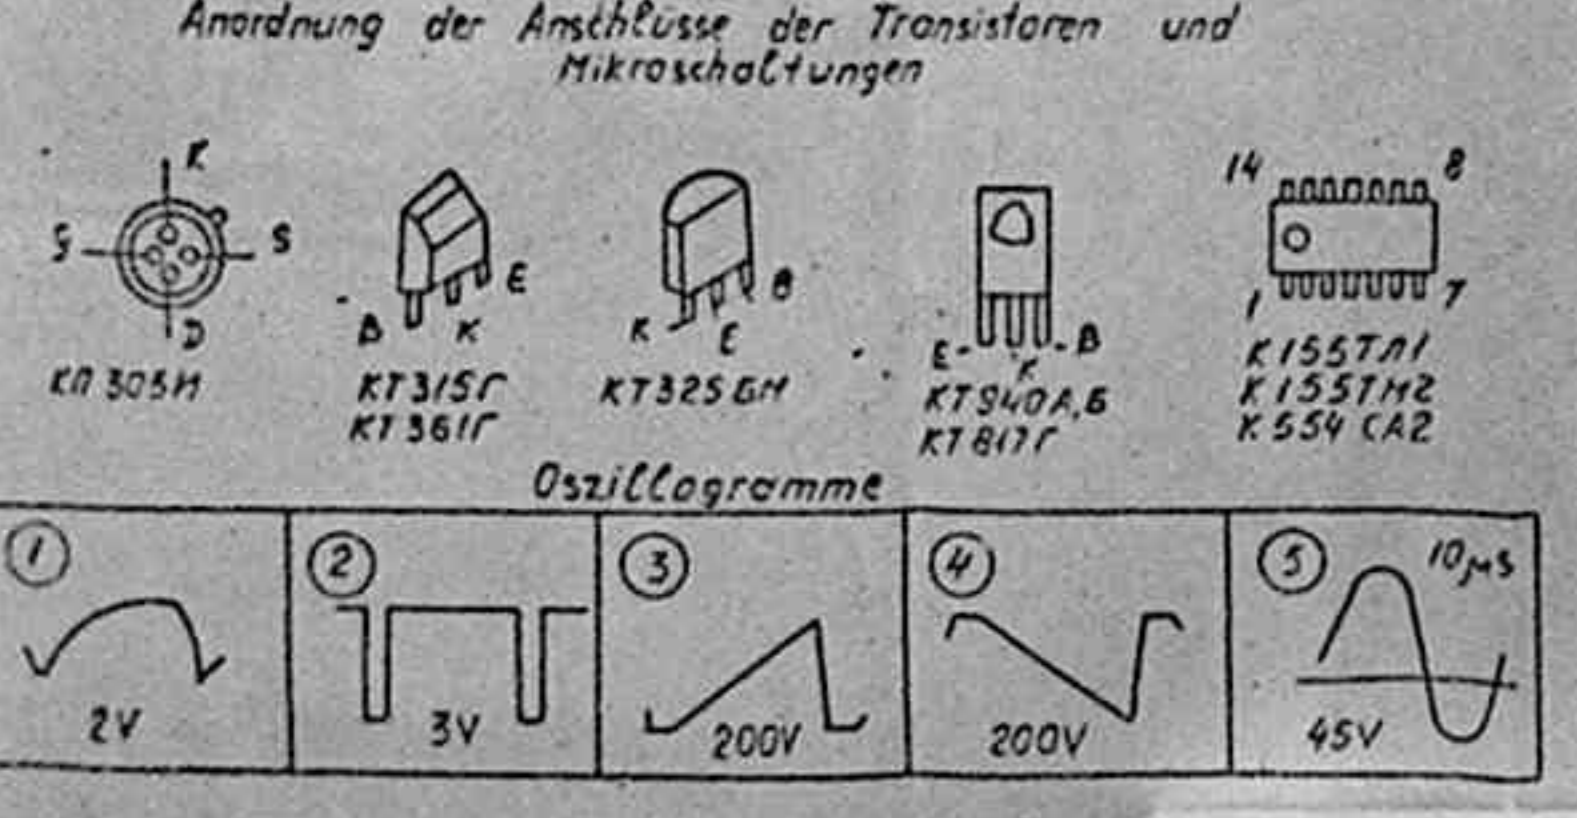 Anordnung der Anschlüsse der Transistoren und
Mikroschaltungen
K
G S
D
КП 303И
B K E
КТ315Г
КТ361Г
K E B
КТ325БМ
E- K -B
КТ940А,Б
КТ817Г
14 8
1 7
К155ТЛ1
К155ТМ2
К554СА2
Oszillogramme
1
2V
2
3V
3
200V
4
200V
5
10μs
45V